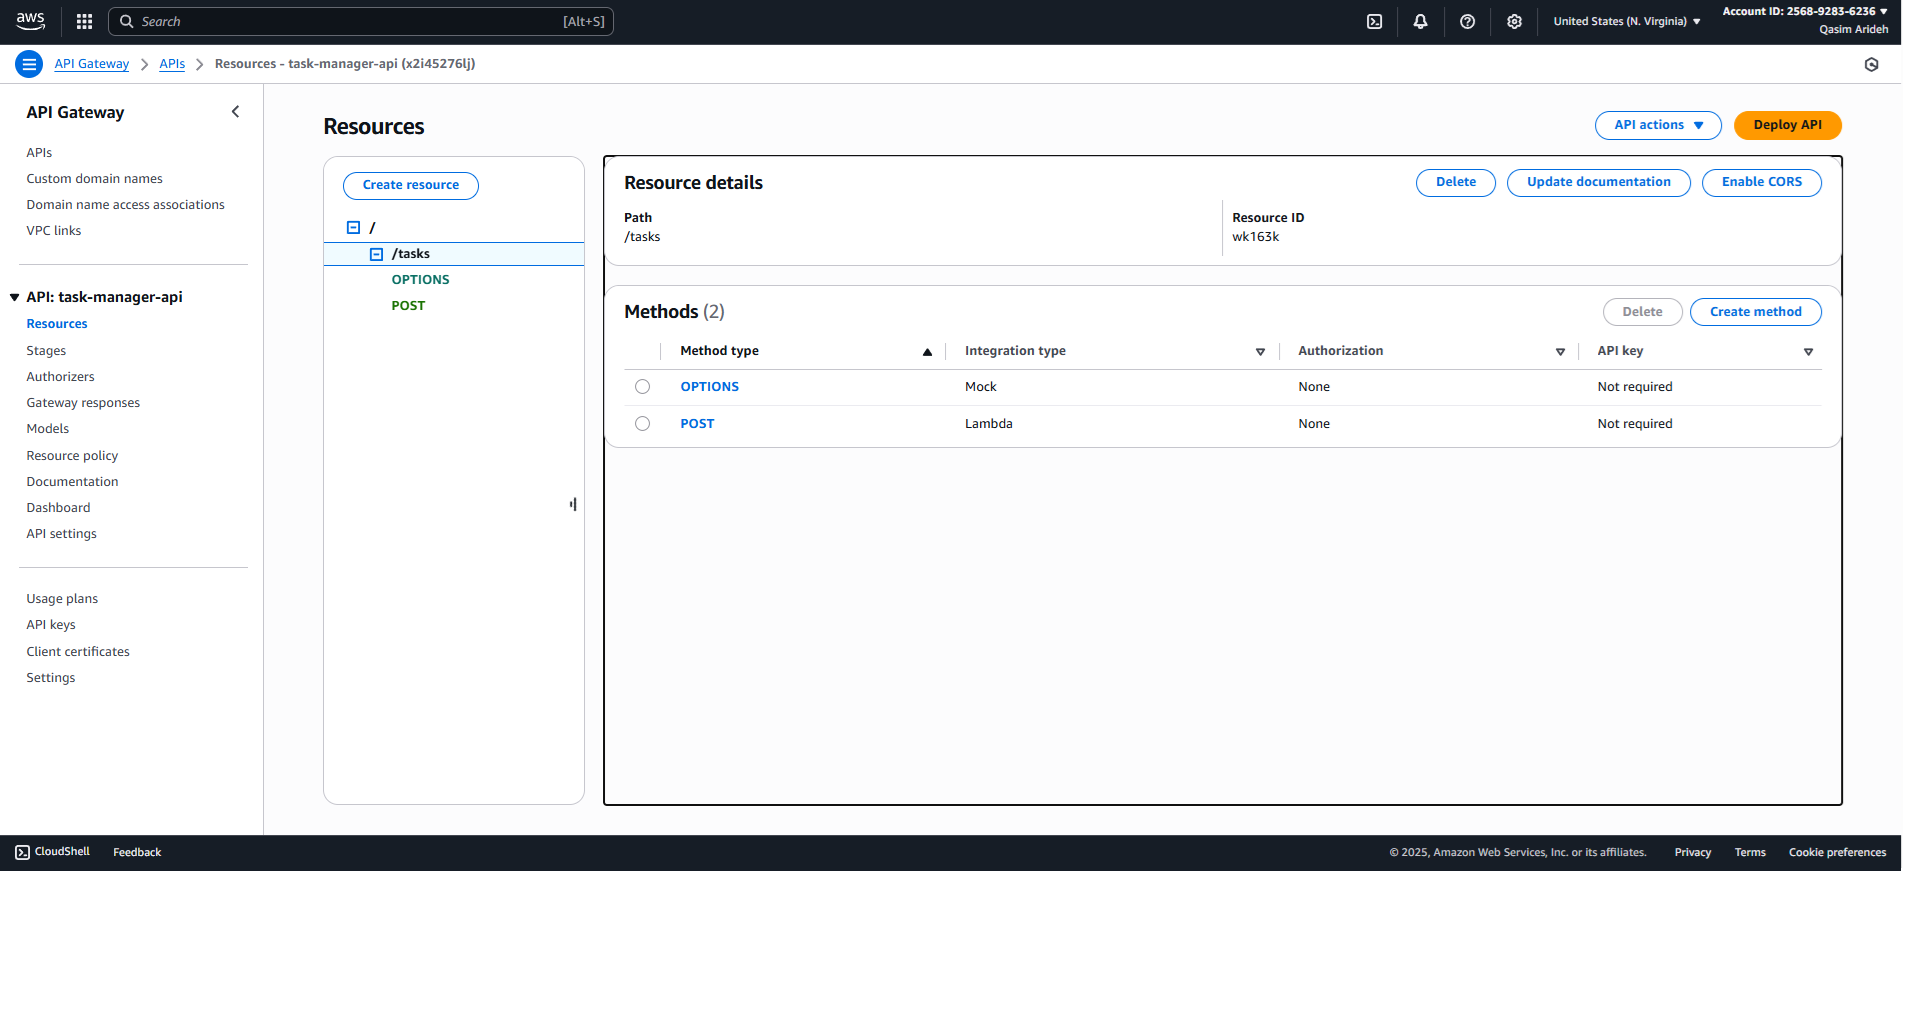 aws
Search
[Alt+S]
United States (N. Virginia)
Account ID: 2568-9283-6236
Qasim Arideh
API Gateway
APIs
Resources - task-manager-api (x2i45276lj)
API Gateway
APIs
Custom domain names
Domain name access associations
VPC links
API: task-manager-api
Resources
Stages
Authorizers
Gateway responses
Models
Resource policy
Documentation
Dashboard
API settings
Usage plans
API keys
Client certificates
Settings
Resources
API actions
Deploy API
Create resource
/
/tasks
OPTIONS
POST
Resource details
Delete
Update documentation
Enable CORS
Path
/tasks
Resource ID
wk163k
Methods (2)
Delete
Create method
Method type Integration type Authorization API key
OPTIONS Mock None Not required
POST Lambda None Not required
CloudShell
Feedback
© 2025, Amazon Web Services, Inc. or its affiliates.
Privacy
Terms
Cookie preferences